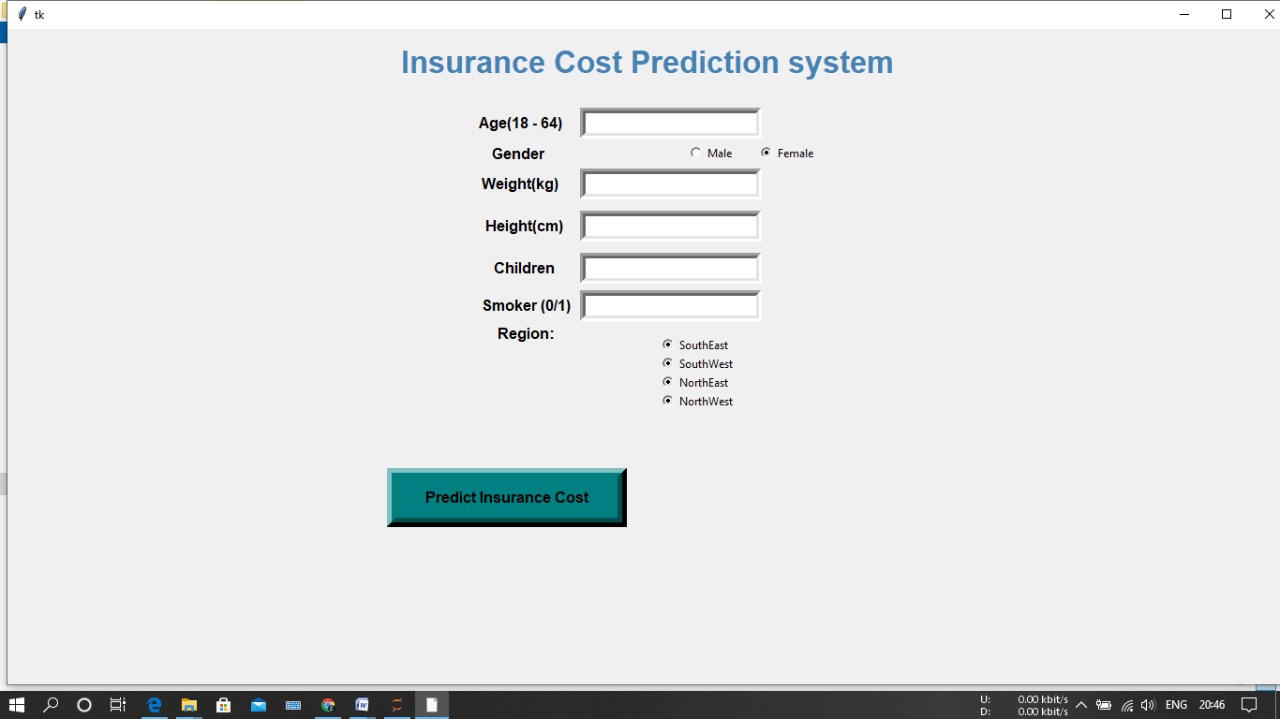 tk
Insurance Cost Prediction system
Age(18 - 64)
Gender Male Female
Weight(kg)
Height(cm)
Children
Smoker (0/1)
Region:
SouthEast
SouthWest
NorthEast
NorthWest
Predict Insurance Cost
U: 0.00 kbit/s
D: 0.00 kbit/s
ENG 20:46